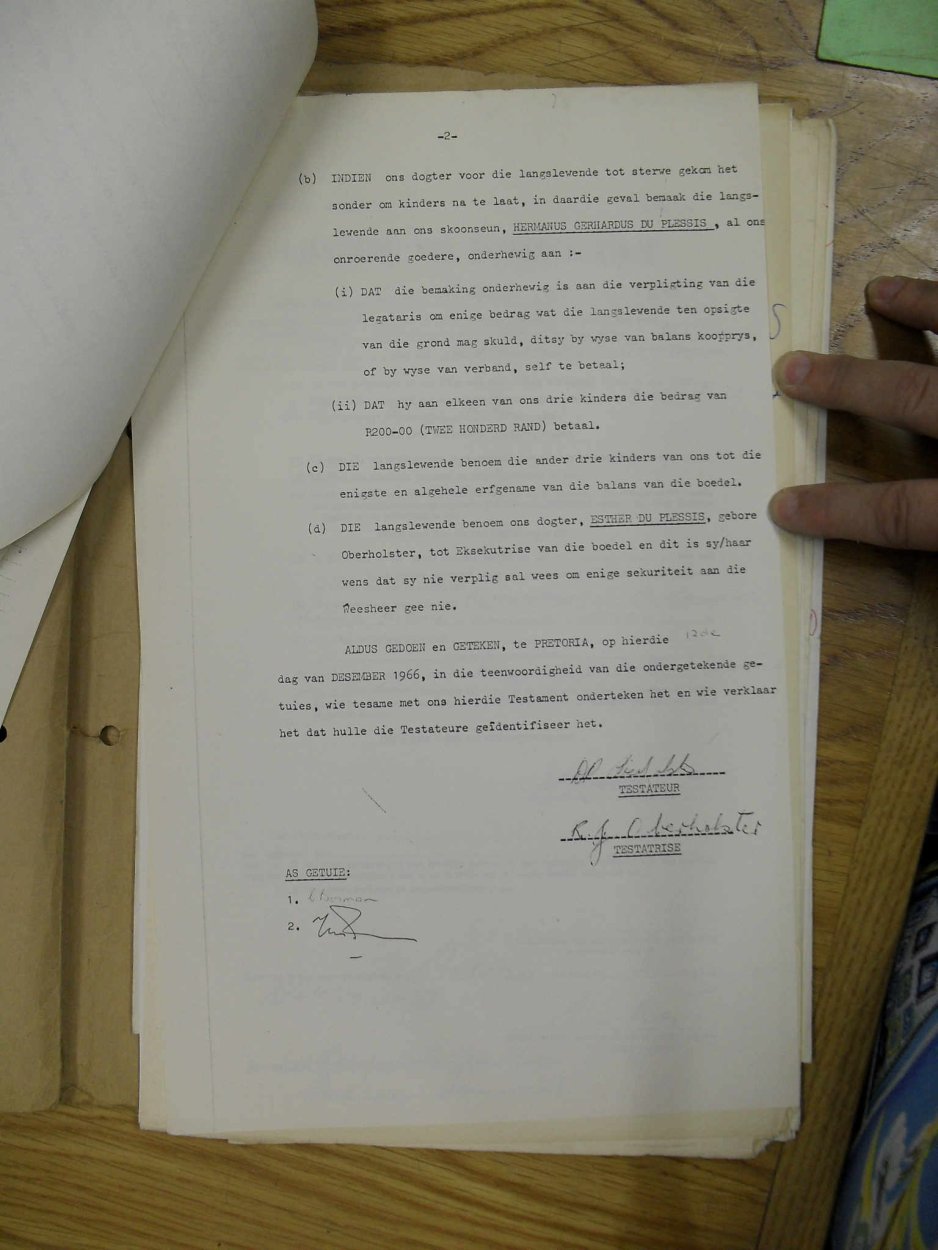 -2-
(b) INDIEN ons dogter voor die langslewende tot sterwe gekom het
sonder om kinders na te laat, in daardie geval bemaak die langs-
lewende aan ons skoonseun, HERMANUS GERHARDUS DU PLESSIS, al ons
onroerende goedere, onderhewig aan :-
(i) DAT die bemaking onderhewig is aan die verpligting van die
legataris om enige bedrag wat die langslewende ten opsigte
van die grond mag skuld, ditsy by wyse van balans koopprys,
of by wyse van verband, self te betaal;
(ii) DAT hy aan elkeen van ons drie kinders die bedrag van
R200-00 (TWEE HONDERD RAND) betaal.
(c) DIE langslewende benoem die ander drie kinders van ons tot die
enigste en algehele erfgename van die balans van die boedel.
(d) DIE langslewende benoem ons dogter, ESTHER DU PLESSIS, gebore
Oberholster, tot Eksekutrise van die boedel en dit is sy/haar
wens dat sy nie verplig sal wees om enige sekuriteit aan die
Weesheer gee nie.
ALDUS GEDOEN en GETEKEN, te PRETORIA, op hierdie 12de
dag van DESEMBER 1966, in die teenwoordigheid van die ondergetekende ge-
tuies, wie tesame met ons hierdie Testament onderteken het en wie verklaar
het dat hulle die Testateure geïdentifiseer het.
TESTATEUR
R. J. Oberholster
TESTATRISE
AS GETUIE:
1.
2.